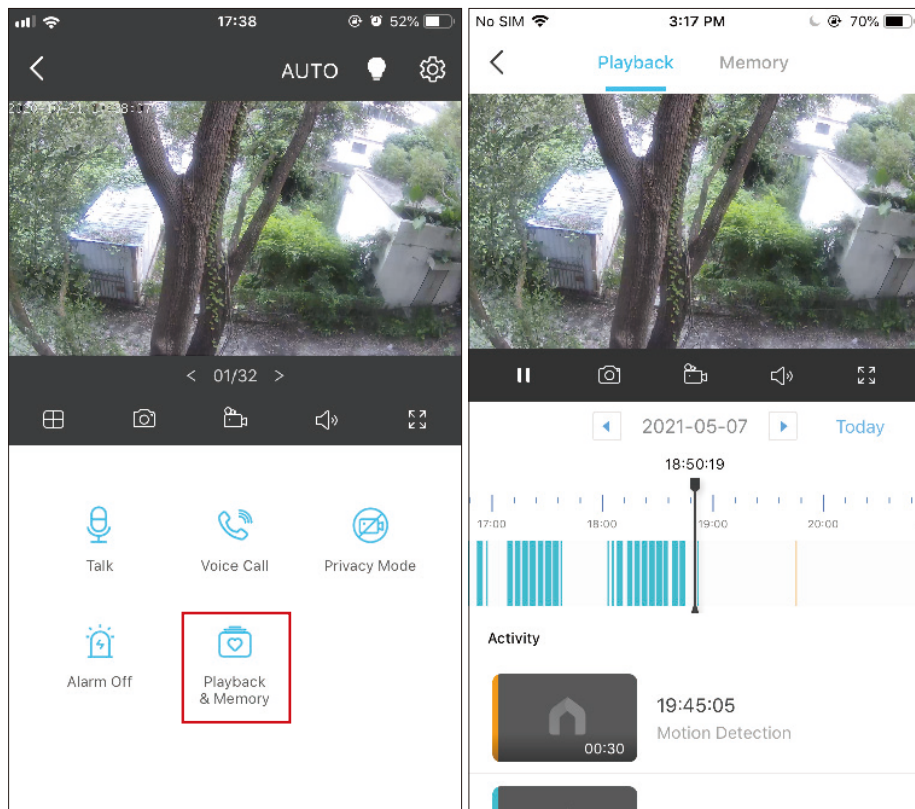 17:38
52%
AUTO
< 01/32 >
Talk
Voice Call
Privacy Mode
Alarm Off
Playback
& Memory
No SIM
3:17 PM
70%
Playback
Memory
2021-05-07
Today
18:50:19
17:00
18:00
19:00
20:00
Activity
19:45:05
Motion Detection
00:30